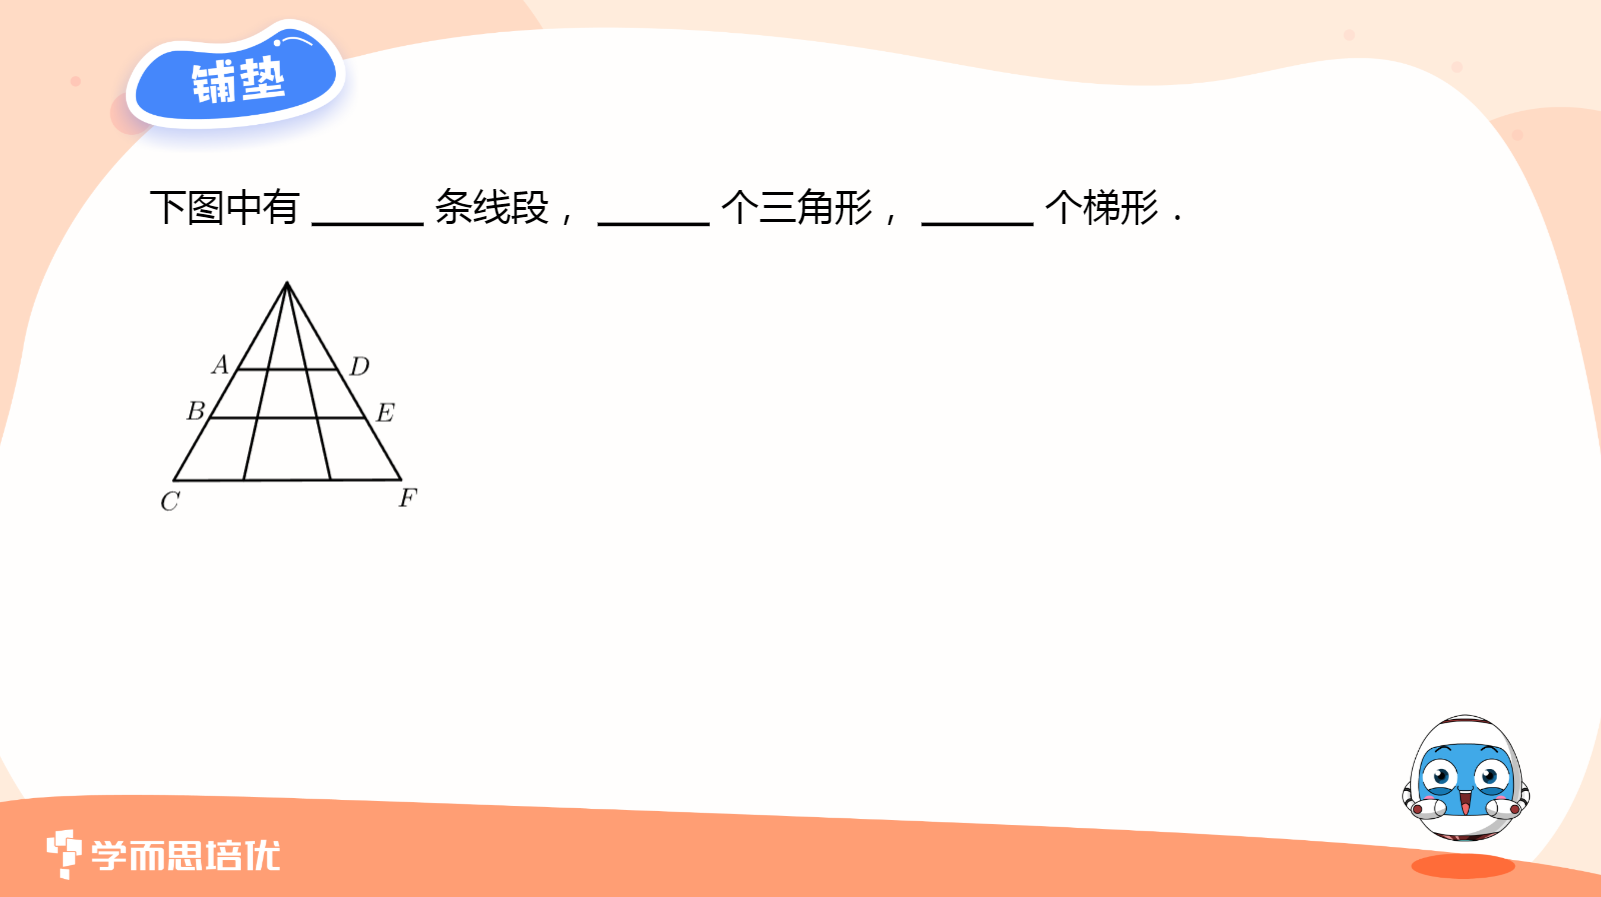 铺垫
下图中有 ______ 条线段， ______ 个三角形， ______ 个梯形．
A
D
B
E
C
F
学而思培优